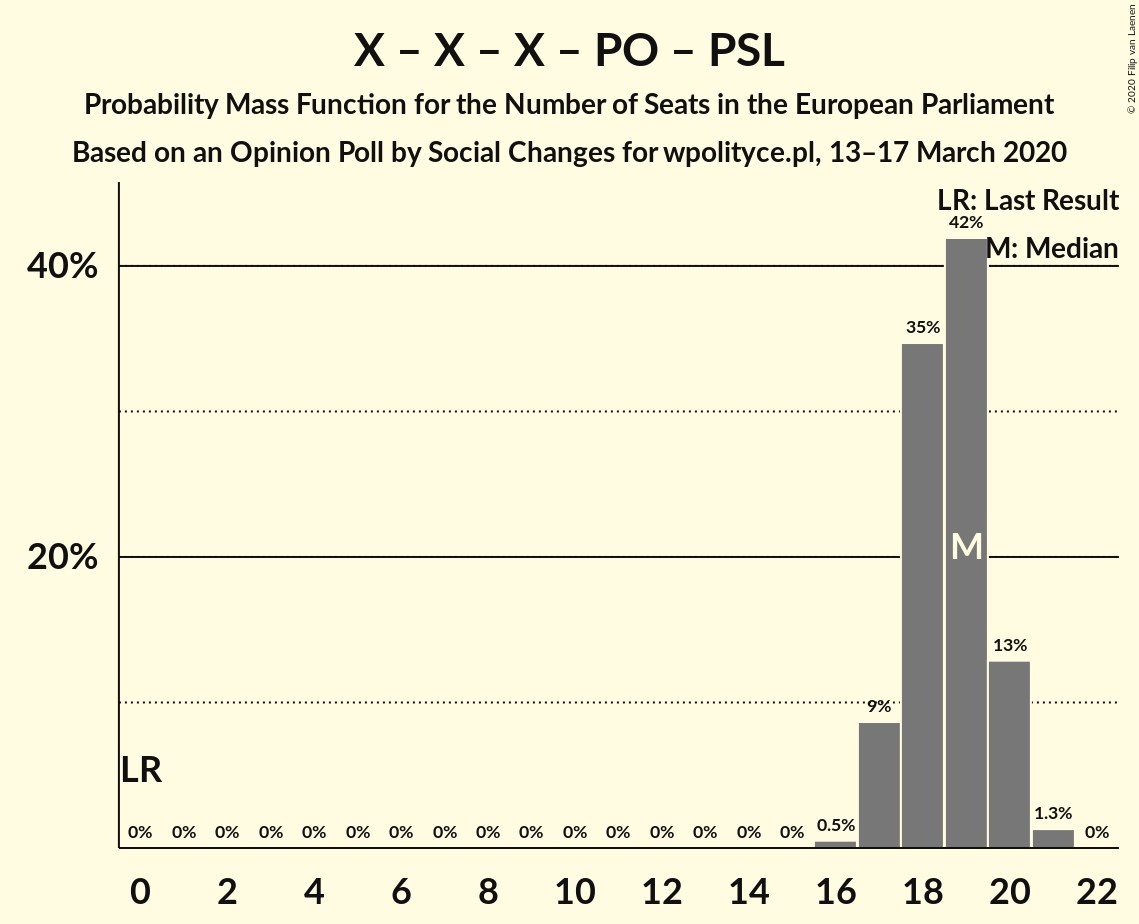 X – X – X – PO – PSL
Probability Mass Function for the Number of Seats in the European Parliament
Based on an Opinion Poll by Social Changes for wpolityce.pl, 13–17 March 2020
© 2020 Filip van Laenen
LR: Last Result
M: Median
40%
20%
42%
35%
M
13%
9%
LR
0% 0% 0% 0% 0% 0% 0% 0% 0% 0% 0% 0% 0% 0% 0% 0% 0.5% 1.3% 0%
0 2 4 6 8 10 12 14 16 18 20 22